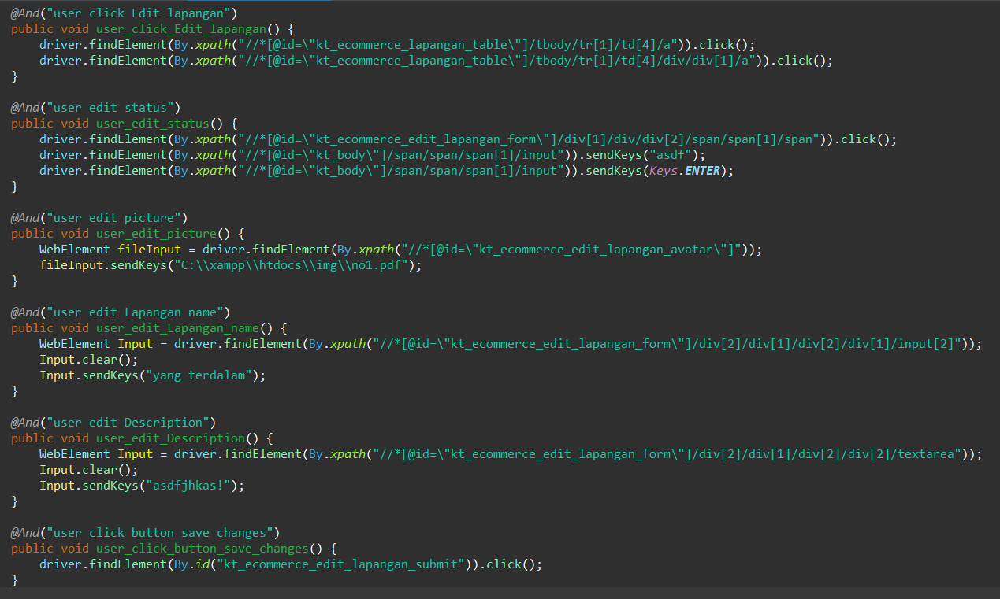 @And("user click Edit lapangan")
public void user_click_Edit_lapangan() {
    driver.findElement(By.xpath("//*[@id=\"kt_ecommerce_lapangan_table\"]/tbody/tr[1]/td[4]/a")).click();
    driver.findElement(By.xpath("//*[@id=\"kt_ecommerce_lapangan_table\"]/tbody/tr[1]/td[4]/div/div[1]/a")).click();
}

@And("user edit status")
public void user_edit_status() {
    driver.findElement(By.xpath("//*[@id=\"kt_ecommerce_edit_lapangan_form\"]/div[1]/div/div[2]/span/span[1]/span")).click();
    driver.findElement(By.xpath("//*[@id=\"kt_body\"]/span/span/span[1]/input")).sendKeys("asdf");
    driver.findElement(By.xpath("//*[@id=\"kt_body\"]/span/span/span[1]/input")).sendKeys(Keys.ENTER);
}

@And("user edit picture")
public void user_edit_picture() {
    WebElement fileInput = driver.findElement(By.xpath("//*[@id=\"kt_ecommerce_edit_lapangan_avatar\"]"));
    fileInput.sendKeys("C:\\xampp\\htdocs\\img\\no1.pdf");
}

@And("user edit Lapangan name")
public void user_edit_Lapangan_name() {
    WebElement Input = driver.findElement(By.xpath("//*[@id=\"kt_ecommerce_edit_lapangan_form\"]/div[2]/div[1]/div[2]/div[1]/input[2]"));
    Input.clear();
    Input.sendKeys("yang terdalam");
}

@And("user edit Description")
public void user_edit_Description() {
    WebElement Input = driver.findElement(By.xpath("//*[@id=\"kt_ecommerce_edit_lapangan_form\"]/div[2]/div[1]/div[2]/div[2]/textarea"));
    Input.clear();
    Input.sendKeys("asdfjhkas!");
}

@And("user click button save changes")
public void user_click_button_save_changes() {
    driver.findElement(By.id("kt_ecommerce_edit_lapangan_submit")).click();
}